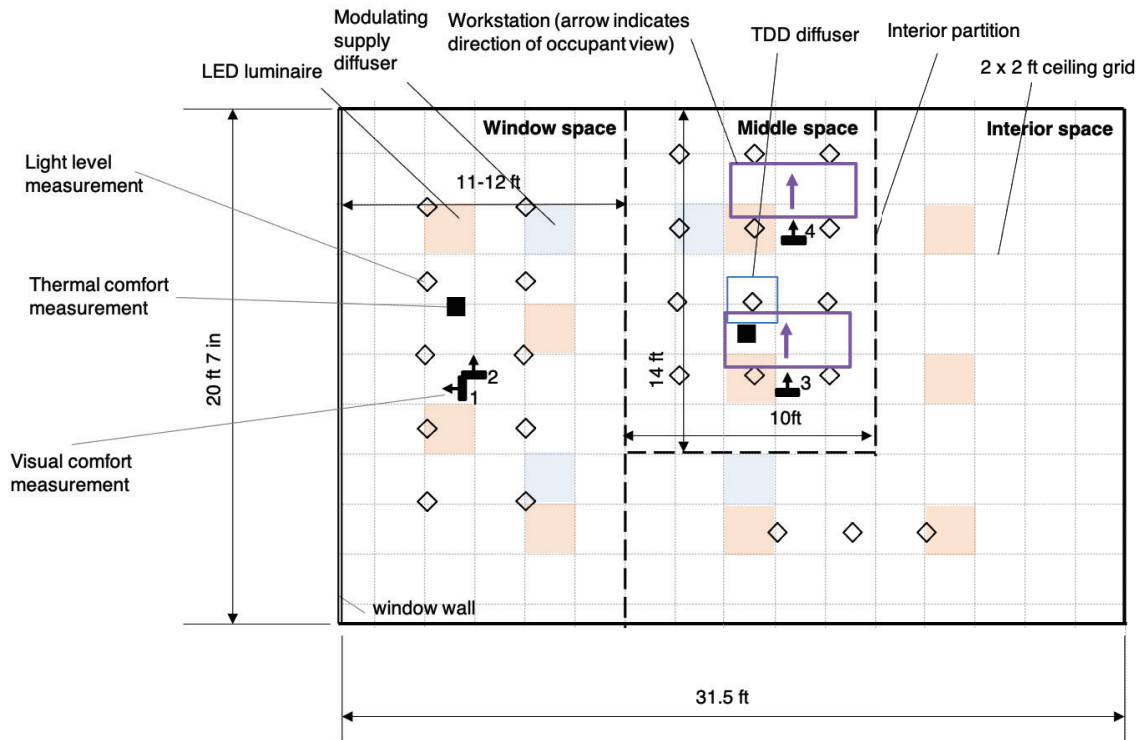 Modulating
supply
diffuser
Workstation (arrow indicates
direction of occupant view)
TDD diffuser
Interior partition
LED luminaire
2 x 2 ft ceiling grid
Window space
Middle space
Interior space
Light level
measurement
11-12 ft
4
Thermal comfort
measurement
20 ft 7 in
14 ft
2
1
3
10ft
Visual comfort
measurement
window wall
31.5 ft